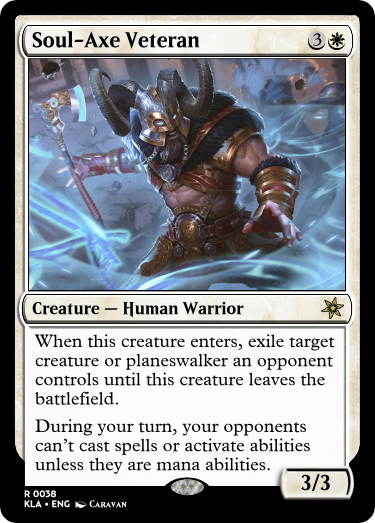 Soul-Axe Veteran 3
Creature — Human Warrior
When this creature enters, exile target
creature or planeswalker an opponent
controls until this creature leaves the
battlefield.
During your turn, your opponents
can't cast spells or activate abilities
unless they are mana abilities.
3/3
R 0038
KLA • ENG CARAVAN